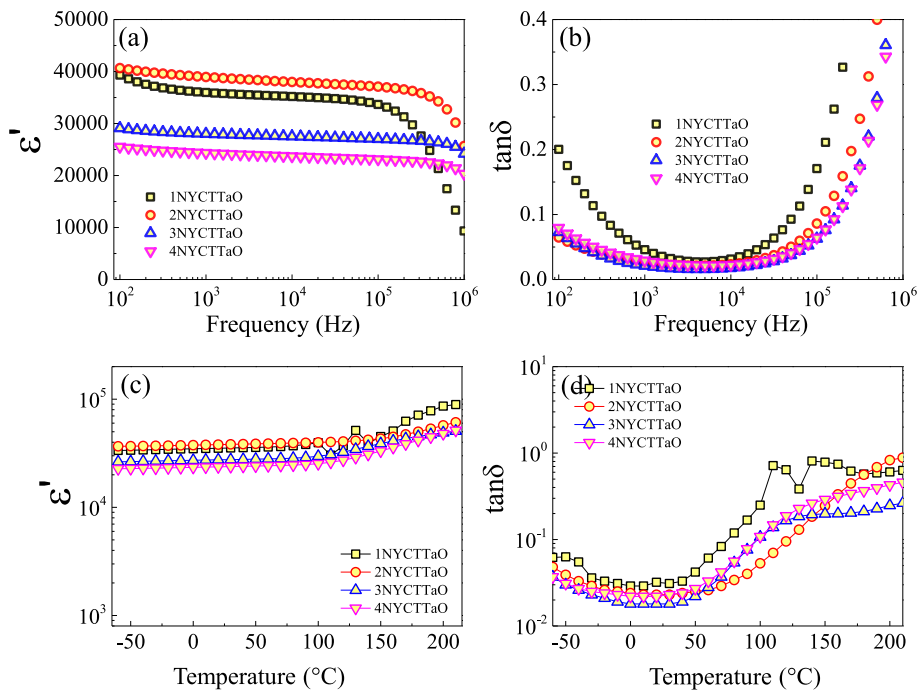 (a)
50000
40000
30000
20000
10000
0
ε'
1NYCTTaO
2NYCTTaO
3NYCTTaO
4NYCTTaO
10² 10³ 10⁴ 10⁵ 10⁶
Frequency (Hz)
(b)
0.4
0.3
0.2
0.1
0.0
tanδ
1NYCTTaO
2NYCTTaO
3NYCTTaO
4NYCTTaO
10² 10³ 10⁴ 10⁵ 10⁶
Frequency (Hz)
(c)
10⁵
10⁴
10³
ε'
1NYCTTaO
2NYCTTaO
3NYCTTaO
4NYCTTaO
-50 0 50 100 150 200
Temperature (°C)
(d)
10¹
10⁰
10⁻¹
10⁻²
tanδ
1NYCTTaO
2NYCTTaO
3NYCTTaO
4NYCTTaO
-50 0 50 100 150 200
Temperature (°C)